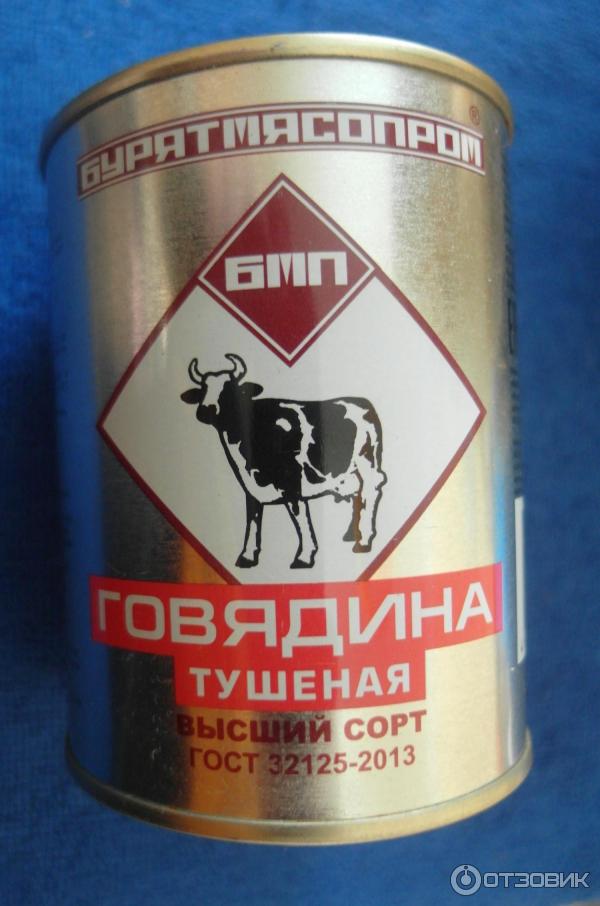 БУРЯТМЯСОПРОМ®
БМП
ГОВЯДИНА
ТУШЕНАЯ
ВЫСШИЙ СОРТ
ГОСТ 32125-2013
ОТЗОВИК